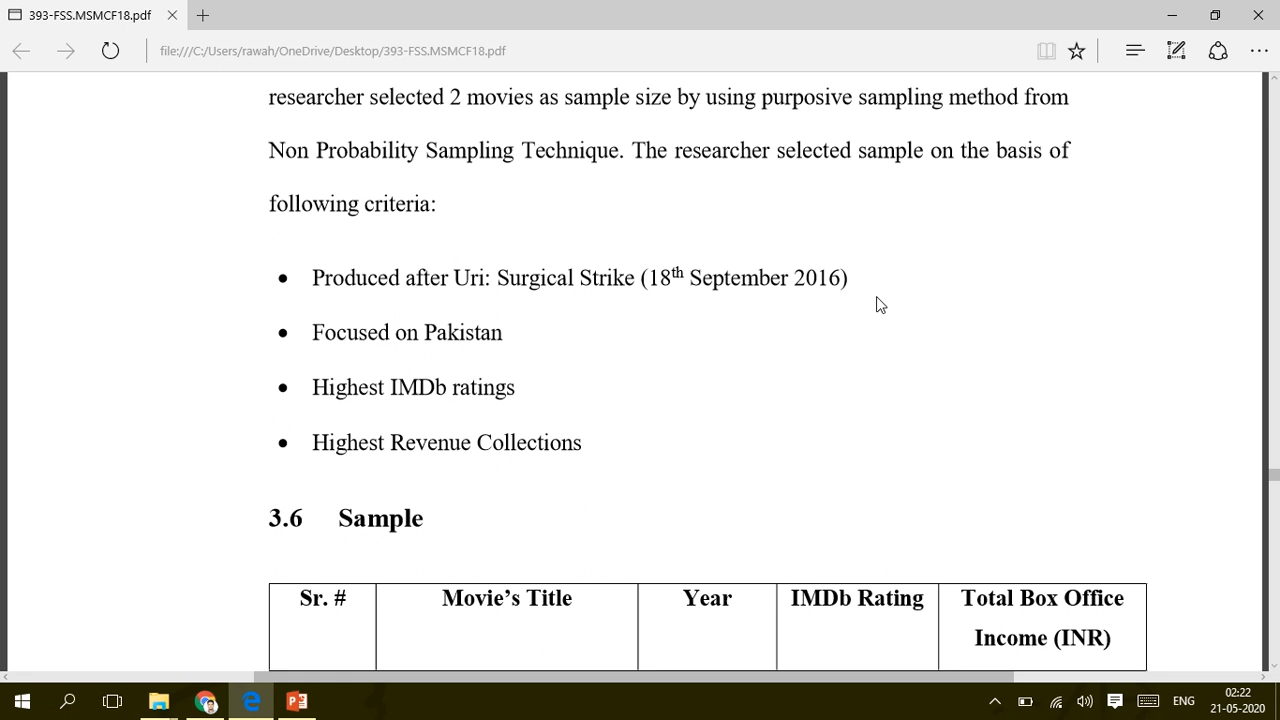 393-FSS.MSMCF18.pdf
file:///C:/Users/rawah/OneDrive/Desktop/393-FSS.MSMCF18.pdf
researcher selected 2 movies as sample size by using purposive sampling method from
Non Probability Sampling Technique. The researcher selected sample on the basis of
following criteria:
• Produced after Uri: Surgical Strike (18th September 2016)
• Focused on Pakistan
• Highest IMDb ratings
• Highest Revenue Collections
3.6 Sample
Sr. # Movie’s Title Year IMDb Rating Total Box Office
Income (INR)
ENG 02:22
21-05-2020